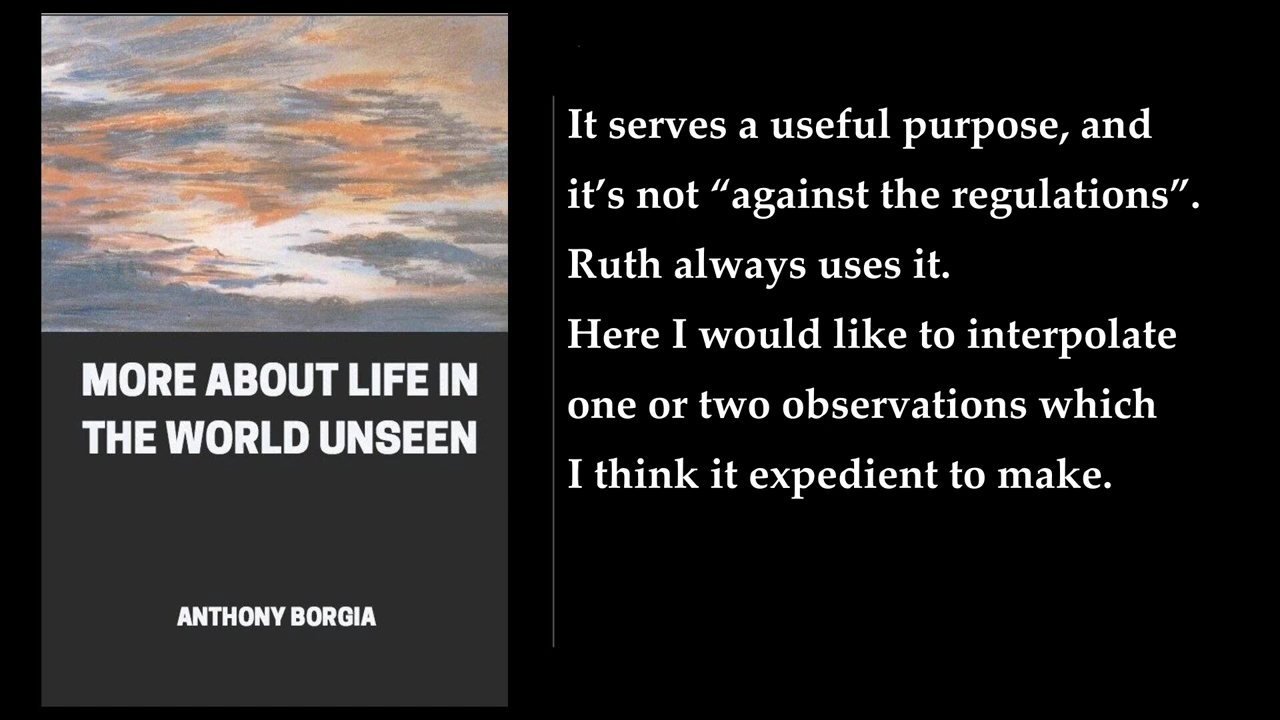 MORE ABOUT LIFE IN
THE WORLD UNSEEN
ANTHONY BORGIA
It serves a useful purpose, and
it’s not “against the regulations”.
Ruth always uses it.
Here I would like to interpolate
one or two observations which
I think it expedient to make.